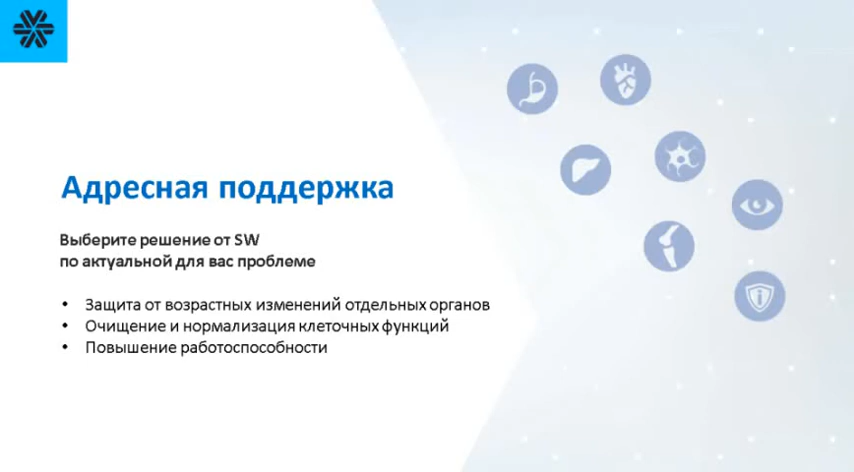 Адресная поддержка
Выберите решение от SW
по актуальной для вас проблеме
• Защита от возрастных изменений отдельных органов
• Очищение и нормализация клеточных функций
• Повышение работоспособности